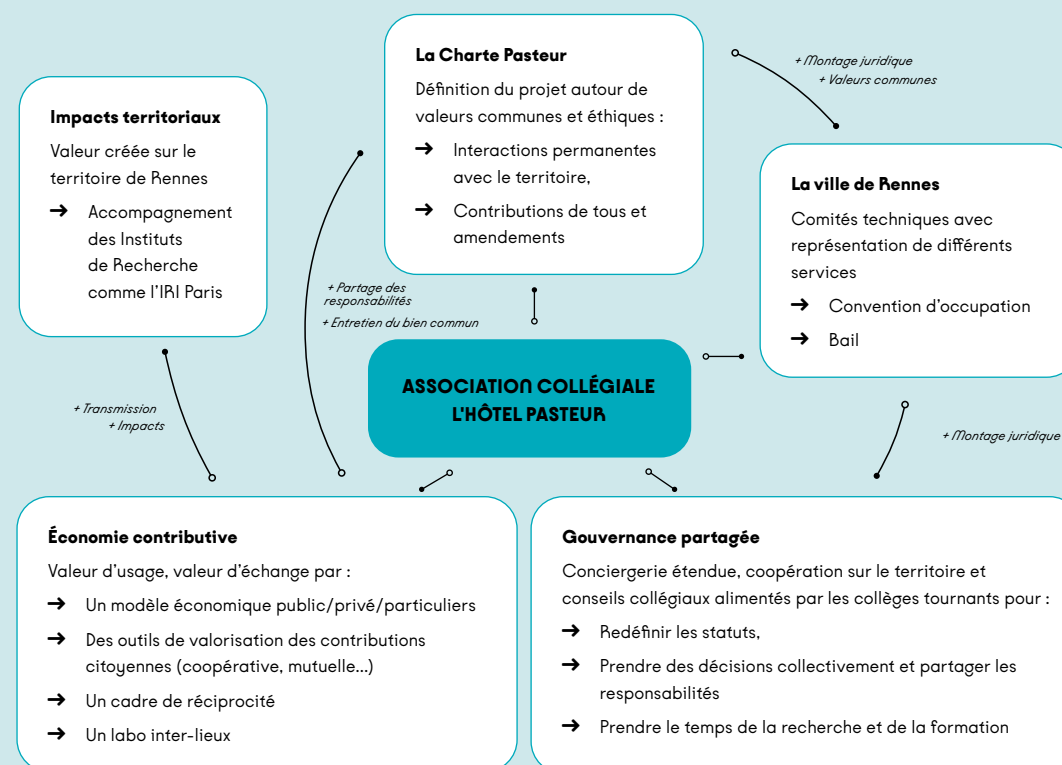 La Charte Pasteur
Définition du projet autour de
valeurs communes et éthiques :
→ Interactions permanentes
avec le territoire,
→ Contributions de tous et
amendements
+ Montage juridique
+ Valeurs communes
Impacts territoriaux
Valeur créée sur le
territoire de Rennes
→ Accompagnement
des Instituts
de Recherche
comme l'IRI Paris
La ville de Rennes
Comités techniques avec
représentation de différents
services
→ Convention d'occupation
→ Bail
+ Partage des
responsabilités
+ Entretien du bien commun
ASSOCIATION COLLÉGIALE
L'HÔTEL PASTEUR
+ Transmission
+ Impacts
+ Montage juridique
Économie contributive
Valeur d'usage, valeur d'échange par :
→ Un modèle économique public/privé/particuliers
→ Des outils de valorisation des contributions
citoyennes (coopérative, mutuelle...)
→ Un cadre de réciprocité
→ Un labo inter-lieux
Gouvernance partagée
Conciergerie étendue, coopération sur le territoire et
conseils collégiaux alimentés par les collèges tournants pour :
→ Redéfinir les statuts,
→ Prendre des décisions collectivement et partager les
responsabilités
→ Prendre le temps de la recherche et de la formation